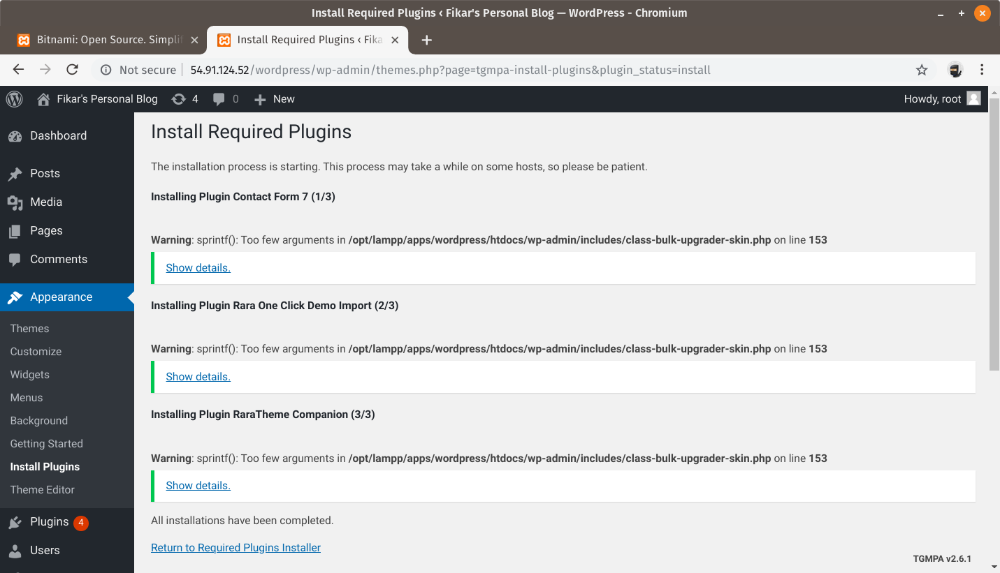 Install Required Plugins ‹ Fikar's Personal Blog — WordPress - Chromium
Bitnami: Open Source. Simplif
Install Required Plugins ‹ Fika
Not secure
54.91.124.52/wordpress/wp-admin/themes.php?page=tgmpa-install-plugins&plugin_status=install
Fikar's Personal Blog
4
0
New
Howdy, root
Dashboard
Posts
Media
Pages
Comments
Appearance
Themes
Customize
Widgets
Menus
Background
Getting Started
Install Plugins
Theme Editor
Plugins 4
Users
Install Required Plugins
The installation process is starting. This process may take a while on some hosts, so please be patient.
Installing Plugin Contact Form 7 (1/3)
Warning: sprintf(): Too few arguments in /opt/lampp/apps/wordpress/htdocs/wp-admin/includes/class-bulk-upgrader-skin.php on line 153
Show details.
Installing Plugin Rara One Click Demo Import (2/3)
Warning: sprintf(): Too few arguments in /opt/lampp/apps/wordpress/htdocs/wp-admin/includes/class-bulk-upgrader-skin.php on line 153
Show details.
Installing Plugin RaraTheme Companion (3/3)
Warning: sprintf(): Too few arguments in /opt/lampp/apps/wordpress/htdocs/wp-admin/includes/class-bulk-upgrader-skin.php on line 153
Show details.
All installations have been completed.
Return to Required Plugins Installer
TGMPA v2.6.1